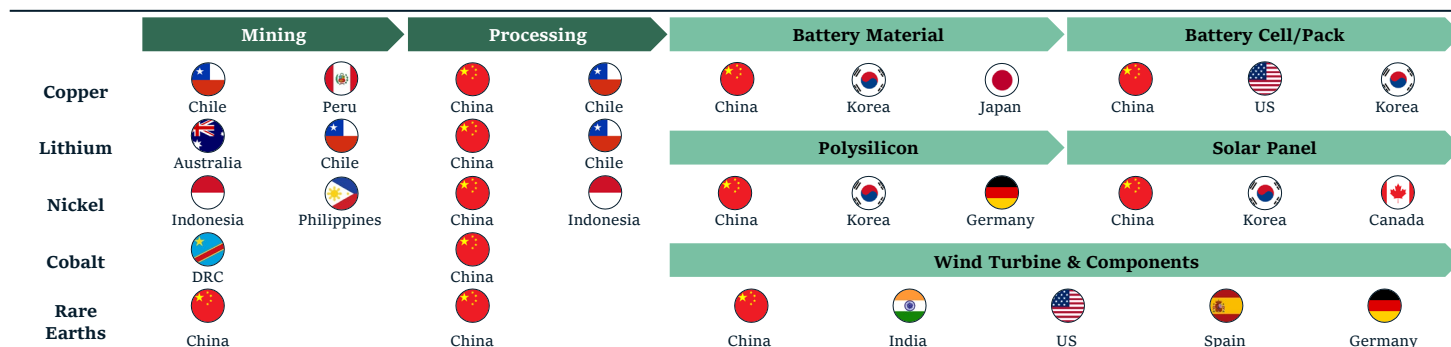 Mining Processing Battery Material Battery Cell/Pack
Copper
Chile Peru China Chile China Korea Japan China US Korea
Lithium Polysilicon Solar Panel
Australia Chile China Chile
Nickel
Indonesia Philippines China Indonesia China Korea Germany China Korea Canada
Cobalt Wind Turbine & Components
DRC China
Rare
Earths
China China China India US Spain Germany